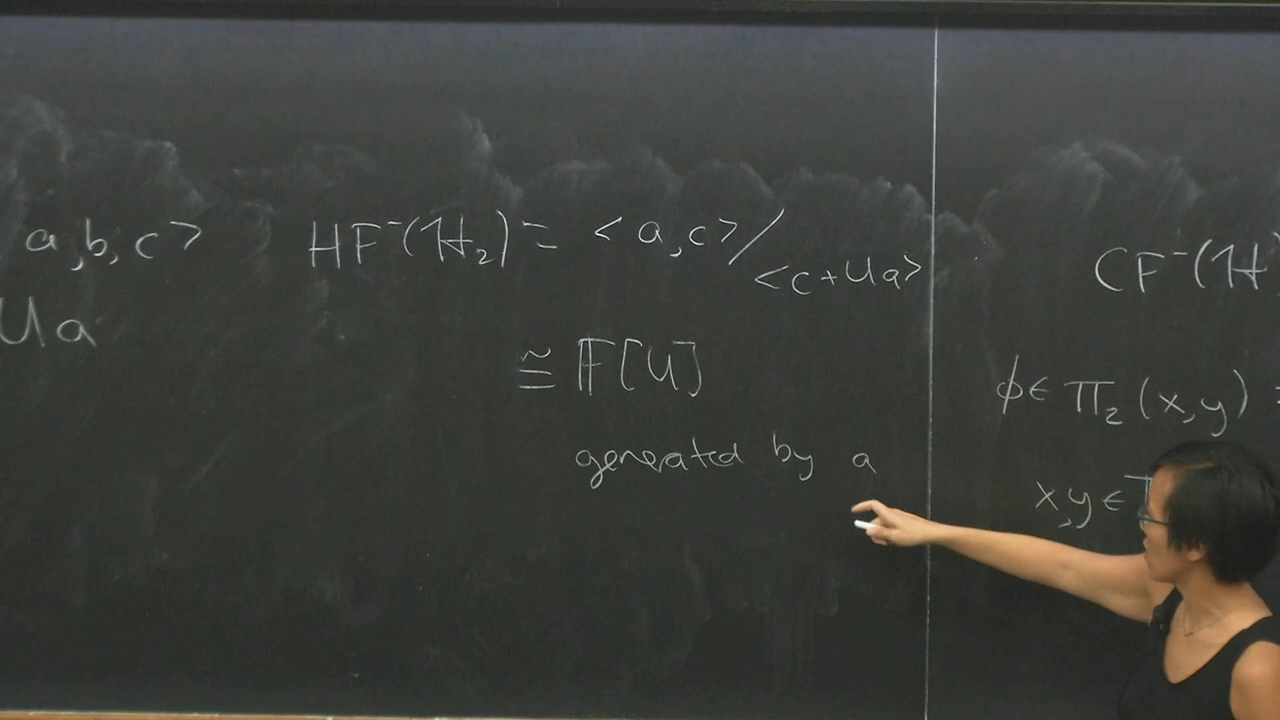 a,b,c>
Ua
HF⁻(ℋ₂) = <a,c>/<c+Ua>
≅ 𝔽[U]
generated by a
CF⁻(ℋ
ϕ∈ π₂(x,y)
x,y ∈